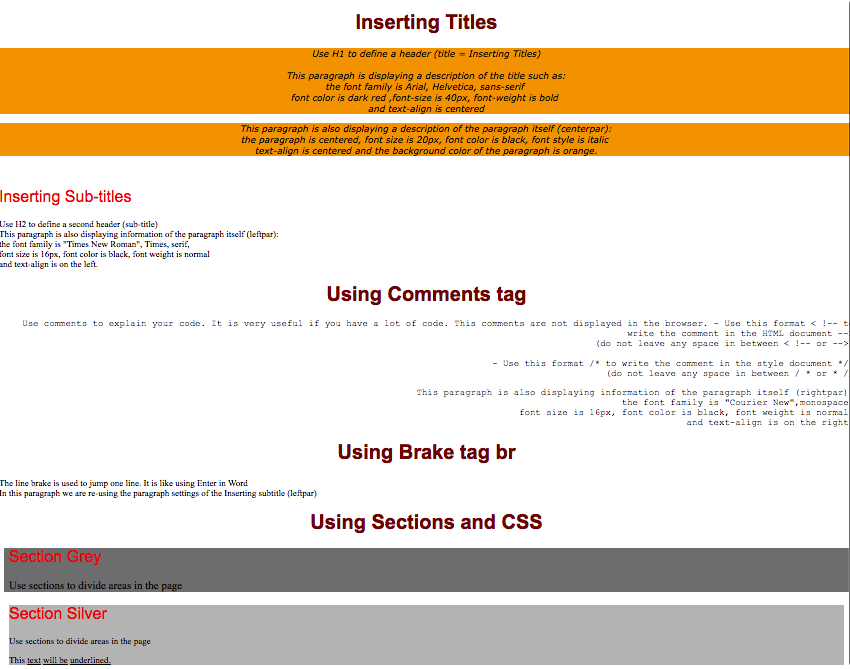 Inserting Titles
Use H1 to define a header (title = Inserting Titles)
This paragraph is displaying a description of the title such as:
the font family is Arial, Helvetica, sans-serif
font color is dark red ,font-size is 40px, font-weight is bold
and text-align is centered
This paragraph is also displaying a description of the paragraph itself (centerpar):
the paragraph is centered, font size is 20px, font color is black, font style is italic
text-align is centered and the background color of the paragraph is orange.
Inserting Sub-titles
Use H2 to define a second header (sub-title)
This paragraph is also displaying information of the paragraph itself (leftpar):
the font family is "Times New Roman", Times, serif,
font size is 16px, font color is black, font weight is normal
and text-align is on the left.
Using Comments tag
Use comments to explain your code. It is very useful if you have a lot of code. This comments are not displayed in the browser. - Use this format < !-- t
write the comment in the HTML document --
(do not leave any space in between < !-- or -->
- Use this format /* to write the comment in the style document */
(do not leave any space in between / * or * /
This paragraph is also displaying information of the paragraph itself (rightpar)
the font family is "Courier New",monospace
font size is 16px, font color is black, font weight is normal
and text-align is on the right
Using Brake tag br
The line brake is used to jump one line. It is like using Enter in Word
In this paragraph we are re-using the paragraph settings of the Inserting subtitle (leftpar)
Using Sections and CSS
Section Grey
Use sections to divide areas in the page
Section Silver
Use sections to divide areas in the page
This text will be underlined.